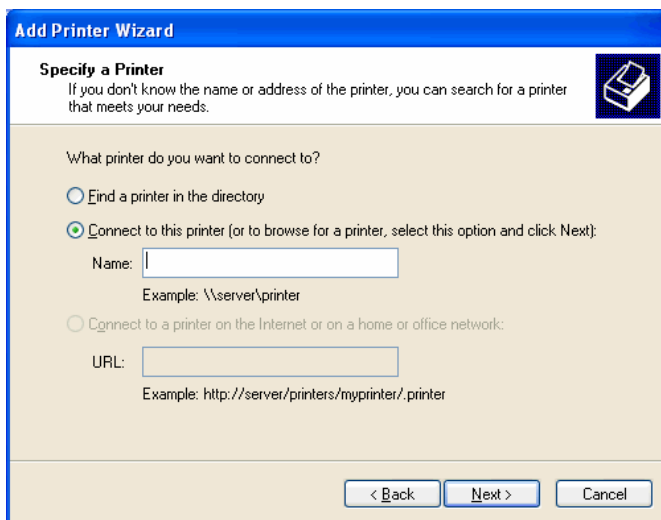 Add Printer Wizard
Specify a Printer
If you don't know the name or address of the printer, you can search for a printer
that meets your needs.
What printer do you want to connect to?
Find a printer in the directory
Connect to this printer (or to browse for a printer, select this option and click Next):
Name:
Example: \\server\printer
Connect to a printer on the Internet or on a home or office network:
URL:
Example: http://server/printers/myprinter/.printer
< Back Next > Cancel